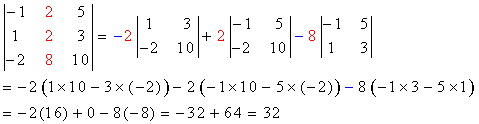 |−1 2 5|
|1 2 3| = −2 |1 3| + 2 |−1 5| − 8 |−1 5|
|−2 8 10| |−2 10| |−2 10| |1 3|
= −2(1×10−3×(−2))−2(−1×10−5×(−2))−8(−1×3−5×1)
= −2(16)+0−8(−8) = −32+64 = 32